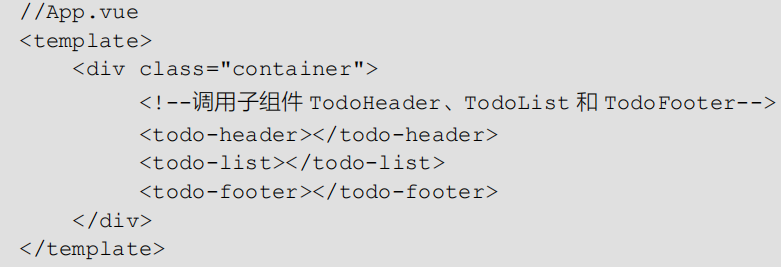 //App.vue
<template>
    <div class="container">
        <!--调用子组件 TodoHeader、TodoList 和 TodoFooter-->
        <todo-header></todo-header>
        <todo-list></todo-list>
        <todo-footer></todo-footer>
    </div>
</template>